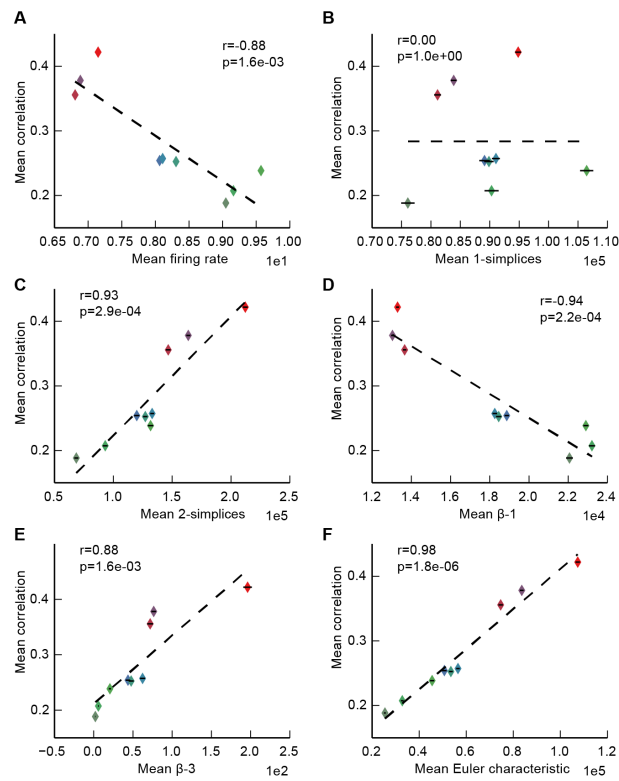 A
r=-0.88
p=1.6e-03
Mean correlation
0.4
0.3
0.2
0.65 0.70 0.75 0.80 0.85 0.90 0.95 1.00
Mean firing rate 1e1
B
r=0.00
p=1.0e+00
Mean correlation
0.4
0.3
0.2
0.70 0.75 0.80 0.85 0.90 0.95 1.00 1.05 1.10
Mean 1-simplices 1e5
C
r=0.93
p=2.9e-04
Mean correlation
0.4
0.3
0.2
0.5 1.0 1.5 2.0 2.5
Mean 2-simplices 1e5
D
r=-0.94
p=2.2e-04
Mean correlation
0.4
0.3
0.2
1.2 1.4 1.6 1.8 2.0 2.2 2.4
Mean β-1 1e4
E
r=0.88
p=1.6e-03
Mean correlation
0.4
0.3
0.2
−0.5 0.0 0.5 1.0 1.5 2.0 2.5
Mean β-3 1e2
F
r=0.98
p=1.8e-06
Mean correlation
0.5
0.4
0.3
0.2
0.2 0.4 0.6 0.8 1.0 1.2
Mean Euler characteristic 1e5